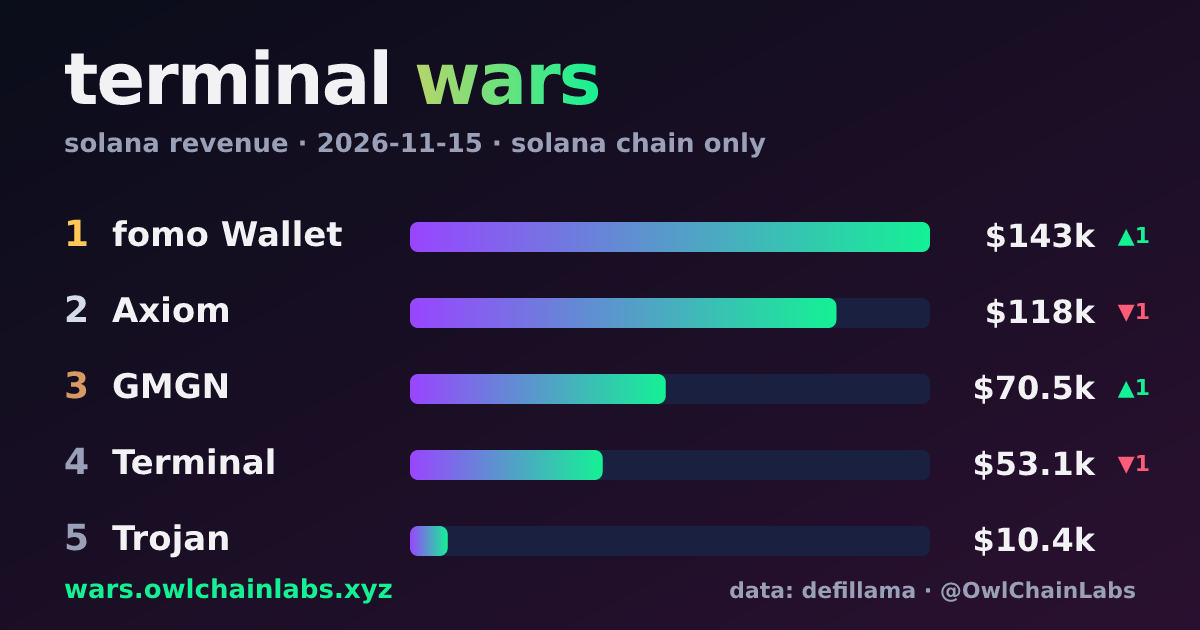 terminal wars
solana revenue · 2026-11-15 · solana chain only
1 fomo Wallet $143k ▲1
2 Axiom $118k ▼1
3 GMGN $70.5k ▲1
4 Terminal $53.1k ▼1
5 Trojan $10.4k
wars.owlchainlabs.xyz data: defillama · @OwlChainLabs